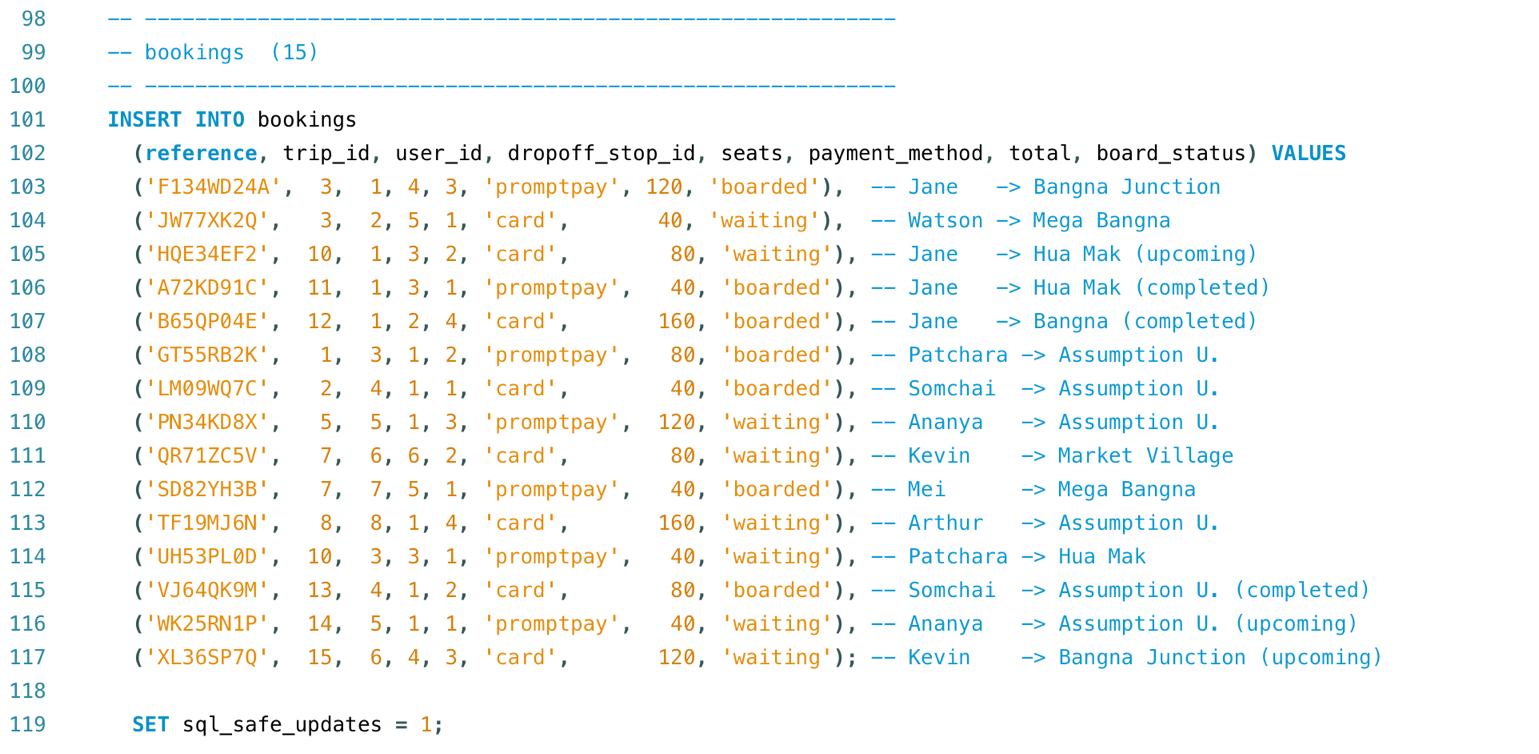 98 -- ------------------------------------------------------------
99 -- bookings  (15)
100 -- ------------------------------------------------------------
101 INSERT INTO bookings
102   (reference, trip_id, user_id, dropoff_stop_id, seats, payment_method, total, board_status) VALUES
103   ('F134WD24A',  3,  1, 4, 3, 'promptpay', 120, 'boarded'),  -- Jane   -> Bangna Junction
104   ('JW77XK2Q',   3,  2, 5, 1, 'card',       40, 'waiting'),  -- Watson -> Mega Bangna
105   ('HQE34EF2',  10,  1, 3, 2, 'card',        80, 'waiting'), -- Jane   -> Hua Mak (upcoming)
106   ('A72KD91C',  11,  1, 3, 1, 'promptpay',   40, 'boarded'), -- Jane   -> Hua Mak (completed)
107   ('B65QP04E',  12,  1, 2, 4, 'card',       160, 'boarded'), -- Jane   -> Bangna (completed)
108   ('GT55RB2K',   1,  3, 1, 2, 'promptpay',   80, 'boarded'), -- Patchara -> Assumption U.
109   ('LM09WQ7C',   2,  4, 1, 1, 'card',        40, 'boarded'), -- Somchai  -> Assumption U.
110   ('PN34KD8X',   5,  5, 1, 3, 'promptpay',  120, 'waiting'), -- Ananya   -> Assumption U.
111   ('QR71ZC5V',   7,  6, 6, 2, 'card',        80, 'waiting'), -- Kevin    -> Market Village
112   ('SD82YH3B',   7,  7, 5, 1, 'promptpay',   40, 'boarded'), -- Mei      -> Mega Bangna
113   ('TF19MJ6N',   8,  8, 1, 4, 'card',       160, 'waiting'), -- Arthur   -> Assumption U.
114   ('UH53PL0D',  10,  3, 3, 1, 'promptpay',   40, 'waiting'), -- Patchara -> Hua Mak
115   ('VJ64QK9M',  13,  4, 1, 2, 'card',        80, 'boarded'), -- Somchai  -> Assumption U. (completed)
116   ('WK25RN1P',  14,  5, 1, 1, 'promptpay',   40, 'waiting'), -- Ananya   -> Assumption U. (upcoming)
117   ('XL36SP7Q',  15,  6, 4, 3, 'card',       120, 'waiting'); -- Kevin    -> Bangna Junction (upcoming)
118
119   SET sql_safe_updates = 1;